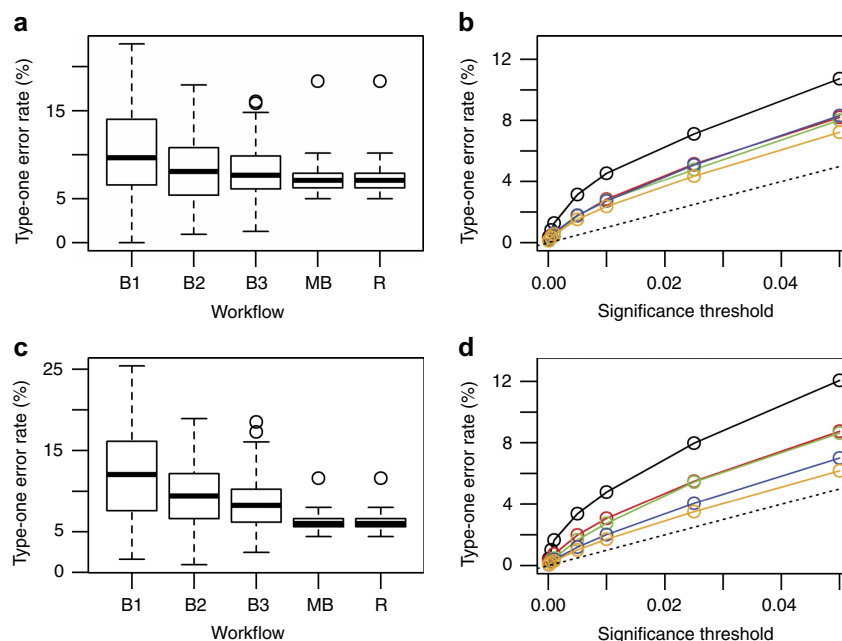 a
Type-one error rate (%)
15
5
0
B1 B2 B3 MB R
Workflow
b
Type-one error rate (%)
12
8
4
0
0.00 0.02 0.04
Significance threshold
c
Type-one error rate (%)
25
15
5
0
B1 B2 B3 MB R
Workflow
d
Type-one error rate (%)
12
8
4
0
0.00 0.02 0.04
Significance threshold